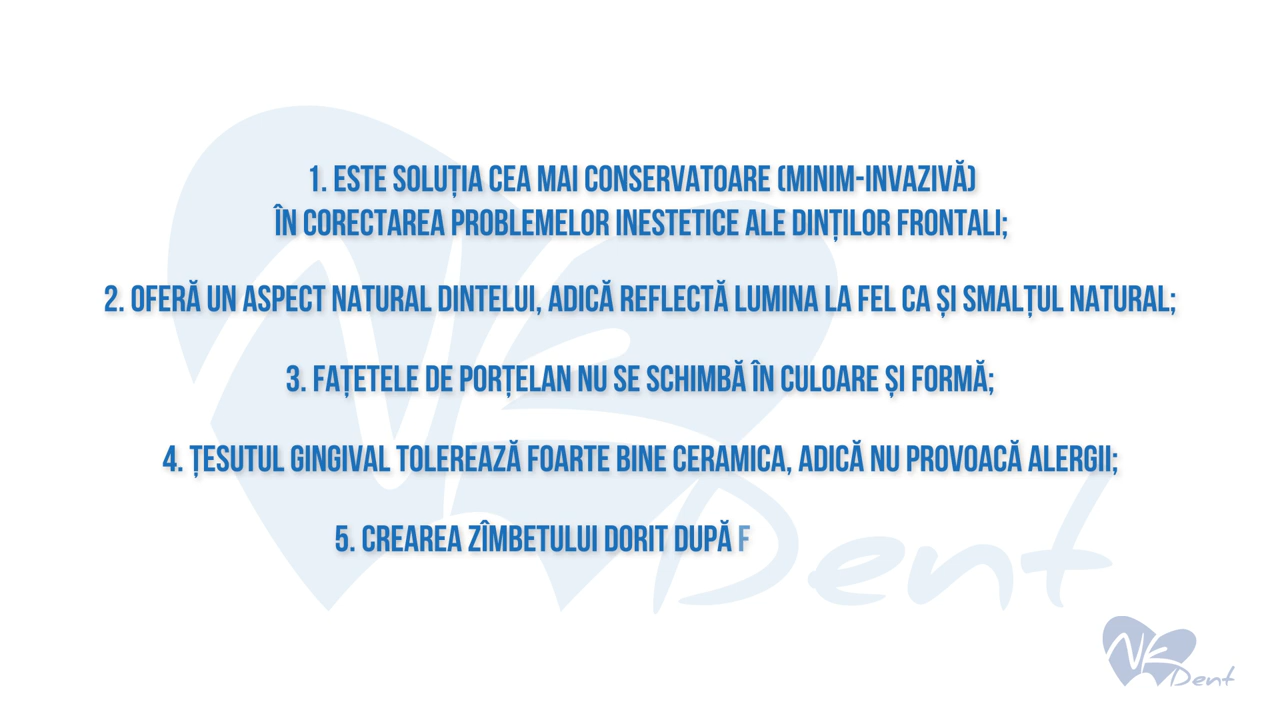 1. ESTE SOLUȚIA CEA MAI CONSERVATOARE (MINIM-INVAZIVĂ)
ÎN CORECTAREA PROBLEMELOR INESTETICE ALE DINȚILOR FRONTALI;
2. OFERĂ UN ASPECT NATURAL DINTELUI, ADICĂ REFLECTĂ LUMINA LA FEL CA ȘI SMALȚUL NATURAL;
3. FAȚETELE DE PORȚELAN NU SE SCHIMBĂ ÎN CULOARE ȘI FORMĂ;
4. ȚESUTUL GINGIVAL TOLEREAZĂ FOARTE BINE CERAMICA, ADICĂ NU PROVOACĂ ALERGII;
5. CREAREA ZÎMBETULUI DORIT DUPĂ F
NE
Dent
NE
Dent